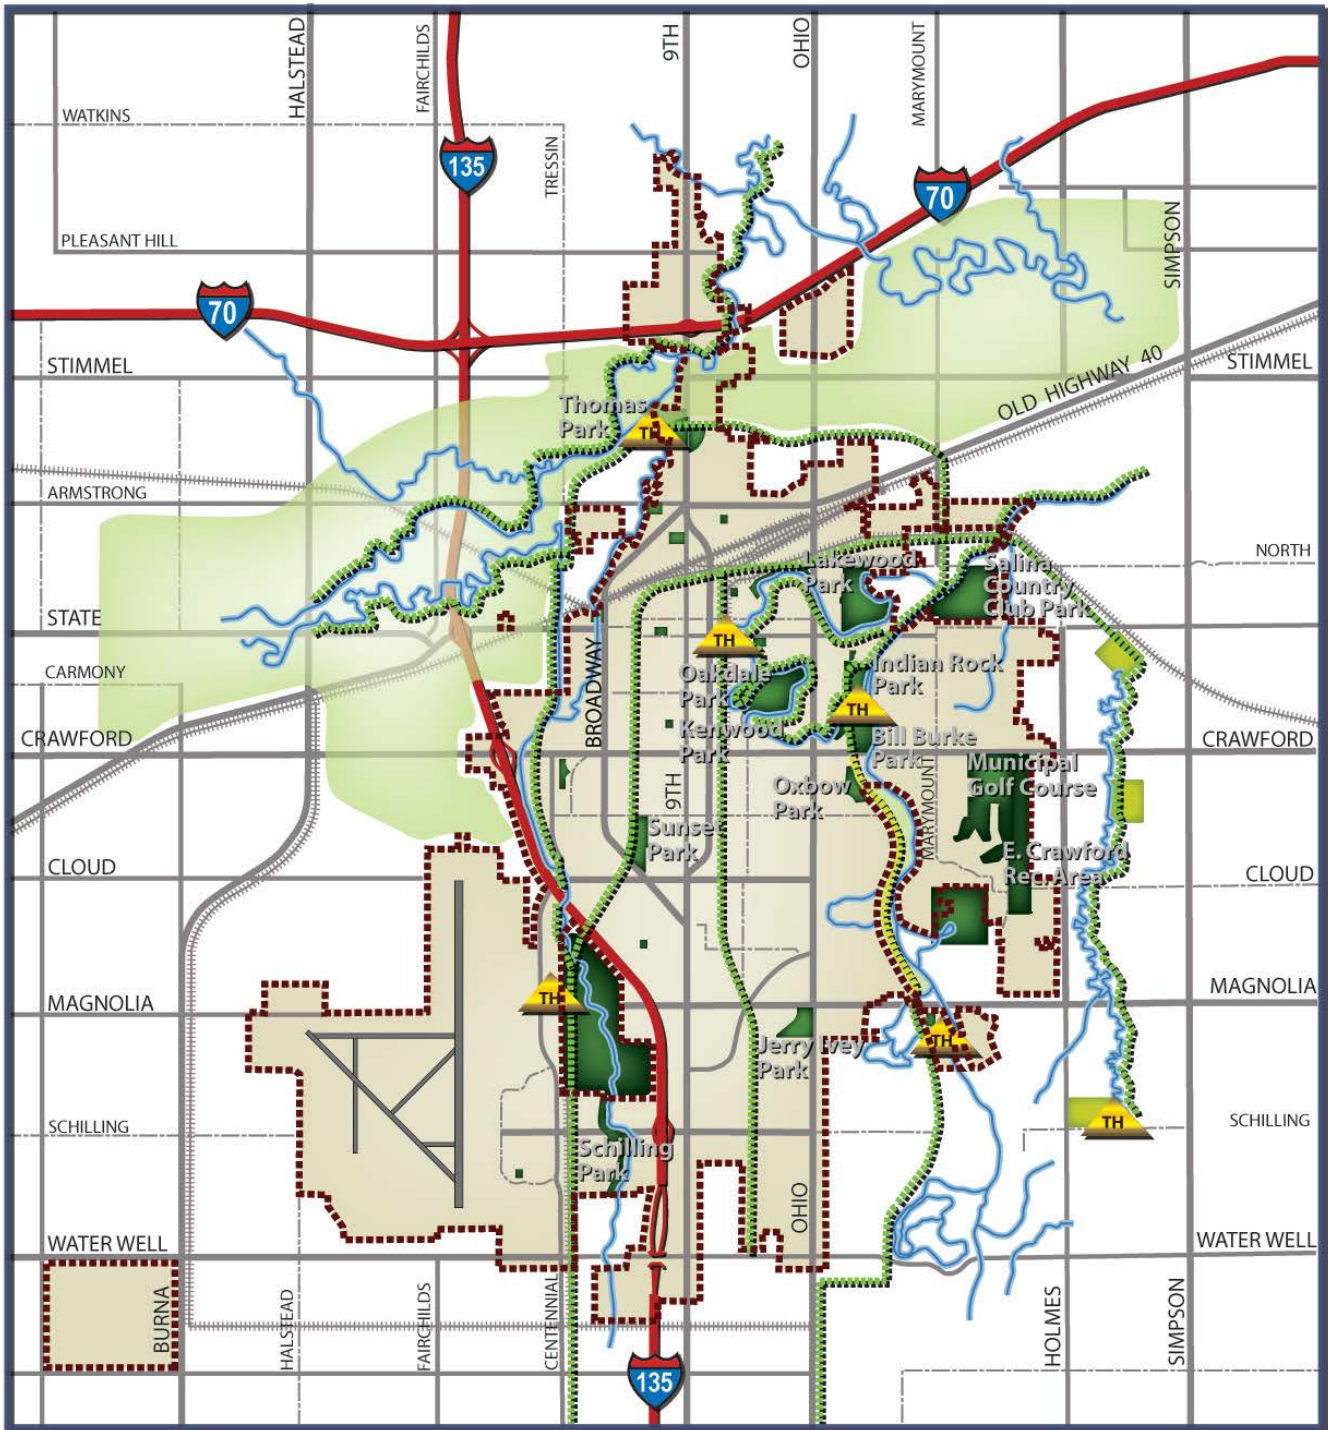 HALSTEAD
FAIRCHILDS
9TH
OHIO
MARYMOUNT
WATKINS
135
TRESSIN
70
SIMPSON
PLEASANT HILL
70
STIMMEL
OLD HIGHWAY 40
STIMMEL
Thomas
Park
TH
ARMSTRONG
NORTH
Lakewood
Park
Salina
Country
Club Park
STATE
TH
CARMONY
BROADWAY
Oakdale
Park
Indian Rock
Park
TH
CRAWFORD
Kenwood
Park
Bill Burke
Park
CRAWFORD
Municipal
Golf Course
9TH
Oxbow
Park
MARYMOUNT
Sunset
Park
E. Crawford
Rec. Area
CLOUD
CLOUD
MAGNOLIA
TH
MAGNOLIA
Jerry Ivey
Park
TH
SCHILLING
TH
SCHILLING
Schilling
Park
OHIO
WATER WELL
WATER WELL
BURNA
HALSTEAD
FAIRCHILDS
CENTENNIAL
HOLMES
SIMPSON
135